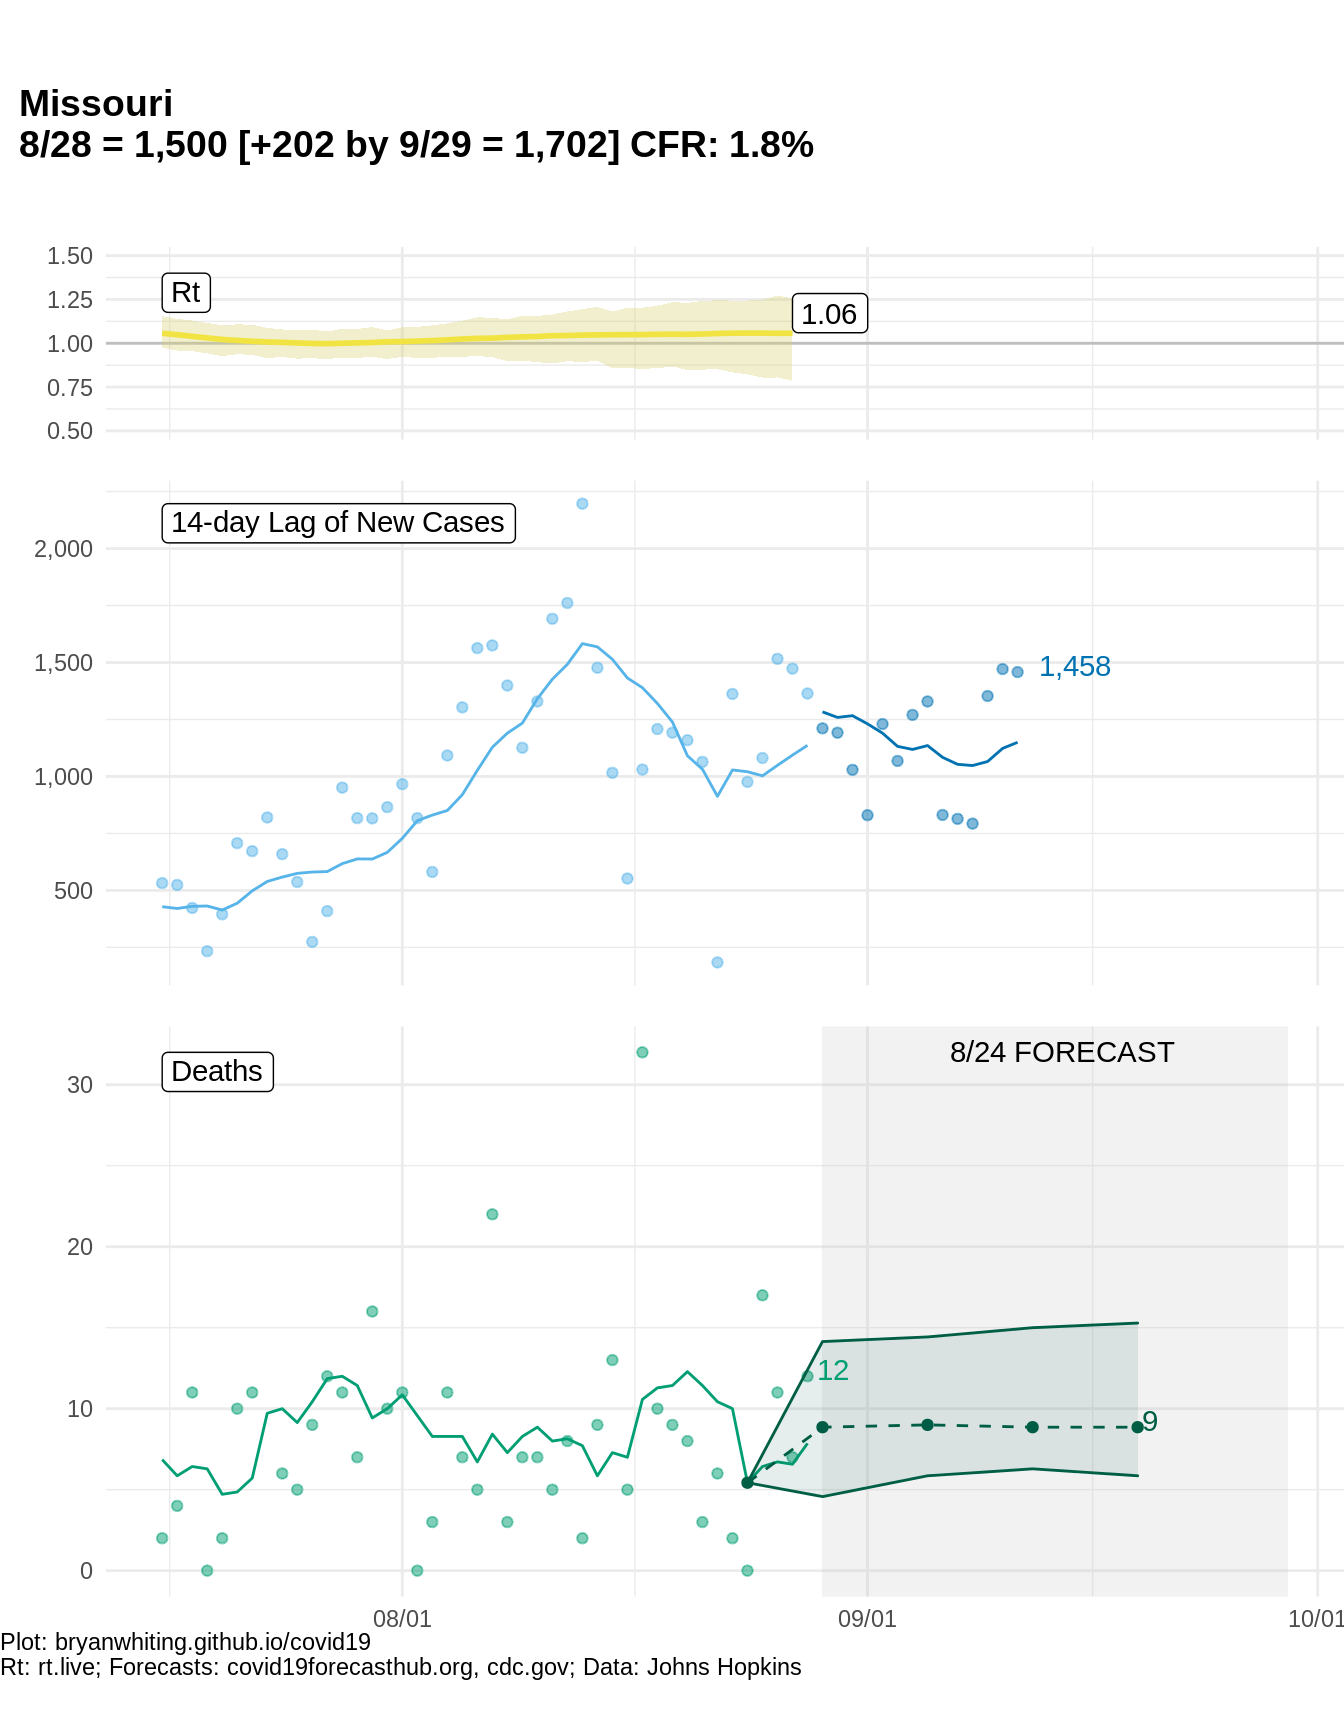 Missouri
8/28 = 1,500 [+202 by 9/29 = 1,702] CFR: 1.8%
1.50
Rt
1.25
1.06
1.00
0.75
0.50
14-day Lag of New Cases
2,000
1,500
1,458
1,000
500
8/24 FORECAST
Deaths
30
20
12
10
9
0
08/01
09/01
10/01
Plot: bryanwhiting.github.io/covid19
Rt: rt.live; Forecasts: covid19forecasthub.org, cdc.gov; Data: Johns Hopkins